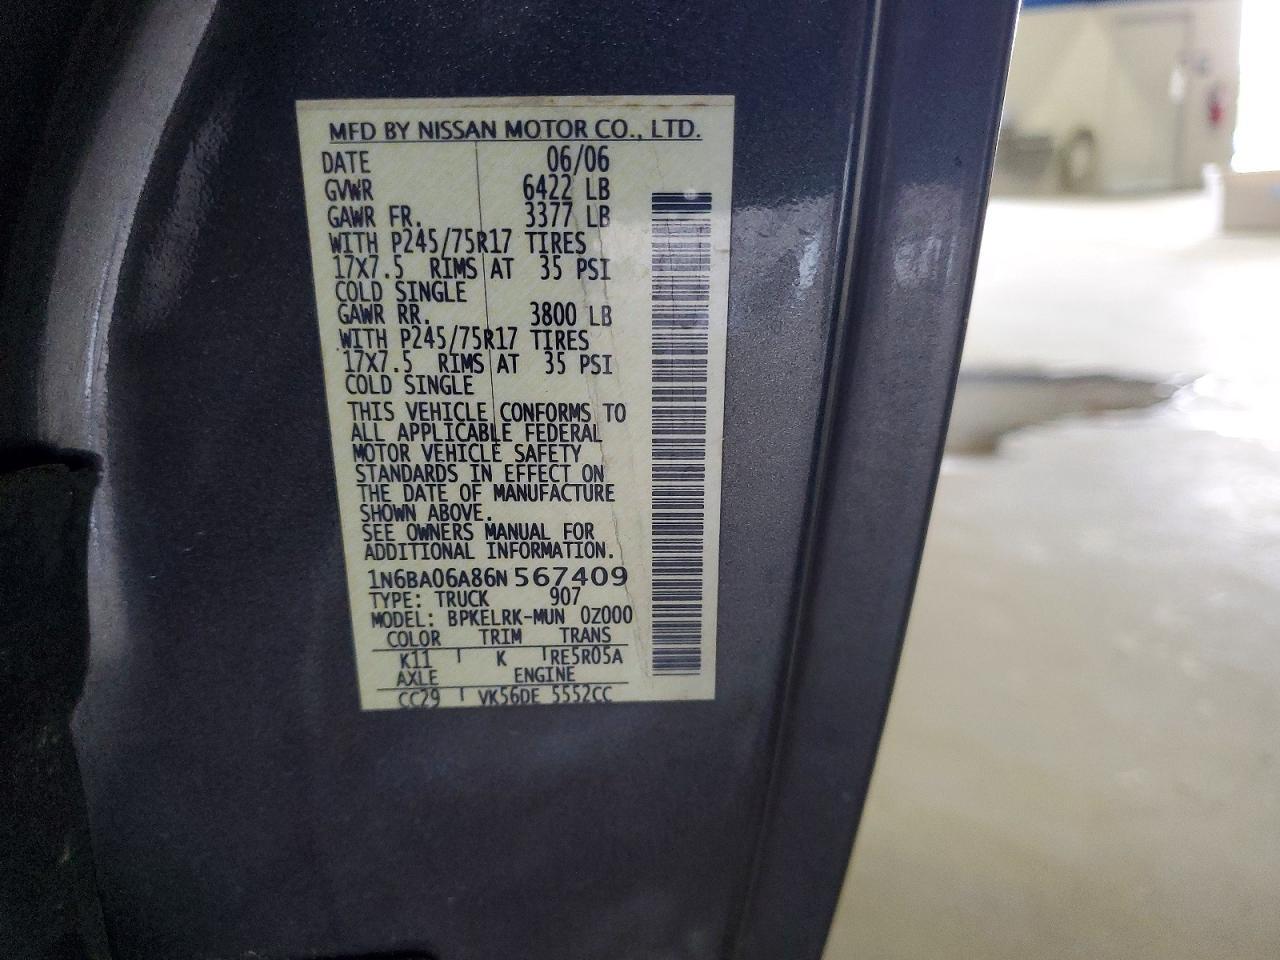 MFD BY NISSAN MOTOR CO., LTD.
DATE 06/06
GVWR 6422 LB
GAWR FR. 3377 LB
WITH P245/75R17 TIRES
17X7.5 RIMS AT 35 PSI
COLD SINGLE
GAWR RR. 3800 LB
WITH P245/75R17 TIRES
17X7.5 RIMS AT 35 PSI
COLD SINGLE
THIS VEHICLE CONFORMS TO
ALL APPLICABLE FEDERAL
MOTOR VEHICLE SAFETY
STANDARDS IN EFFECT ON
THE DATE OF MANUFACTURE
SHOWN ABOVE.
SEE OWNERS MANUAL FOR
ADDITIONAL INFORMATION.
1N6BA06A86N567409
TYPE: TRUCK 907
MODEL: BPKELRK-MUN 0Z000
COLOR TRIM TRANS
K11 K RE5R05A
AXLE ENGINE
CC29 VK56DE 5552CC